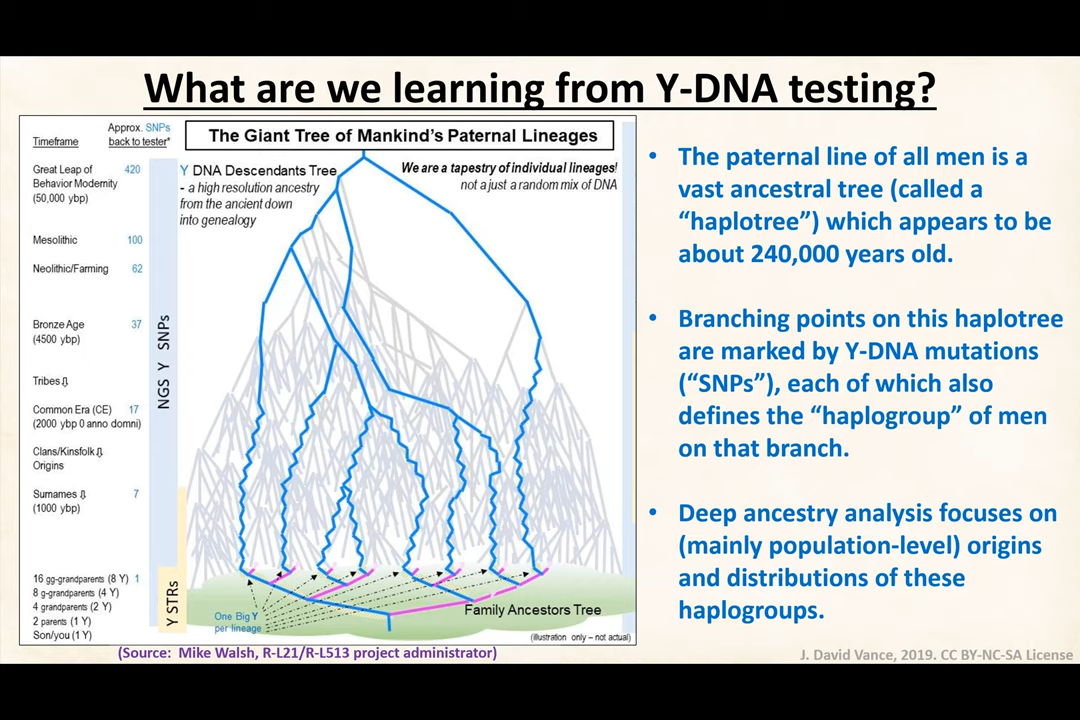 What are we learning from Y-DNA testing?
Timeframe
Approx. SNPs
back to tester*
Great Leap of 420
Behavior Modernity
(50,000 ybp)
Mesolithic 100
Neolithic/Farming 62
Bronze Age 37
(4500 ybp)
Tribes⇩
Common Era (CE) 17
(2000 ybp 0 anno domni)
Clans/Kinsfolk⇩
Origins
Surnames ⇩ 7
(1000 ybp)
16 gg-grandparents (8 Y) 1
8 g-grandparents (4 Y)
4 grandparents (2 Y)
2 parents (1 Y)
Son/you (1 Y)
NGS Y SNPs
Y STRs
The Giant Tree of Mankind's Paternal Lineages
Y DNA Descendants Tree
- a high resolution ancestry
from the ancient down
into genealogy
We are a tapestry of individual lineages!
not a just a random mix of DNA
One Big Y
per lineage
Family Ancestors Tree
(illustration only – not actual)
(Source: Mike Walsh, R-L21/R-L513 project administrator)
• The paternal line of all men is a
vast ancestral tree (called a
“haplotree”) which appears to be
about 240,000 years old.
• Branching points on this haplotree
are marked by Y-DNA mutations
(“SNPs”), each of which also
defines the “haplogroup” of men
on that branch.
• Deep ancestry analysis focuses on
(mainly population-level) origins
and distributions of these
haplogroups.
J. David Vance, 2019. CC BY-NC-SA License